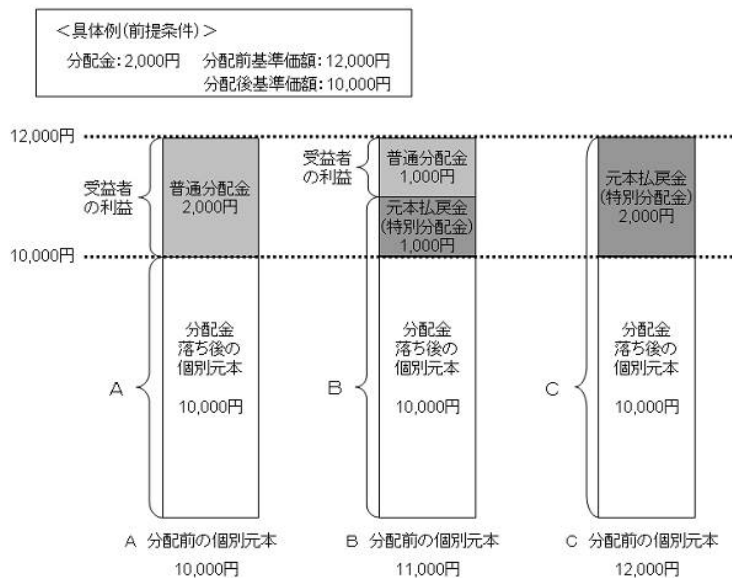 ＜具体例(前提条件)＞
分配金：2,000円　分配前基準価額：12,000円
分配後基準価額：10,000円
12,000円
10,000円
受益者
の利益
普通分配金
2,000円
分配金
落ち後の
個別元本
10,000円
A
A 分配前の個別元本
10,000円
受益者
の利益
普通分配金
1,000円
元本払戻金
(特別分配金)
1,000円
分配金
落ち後の
個別元本
10,000円
B
B 分配前の個別元本
11,000円
元本払戻金
(特別分配金)
2,000円
分配金
落ち後の
個別元本
10,000円
C
C 分配前の個別元本
12,000円